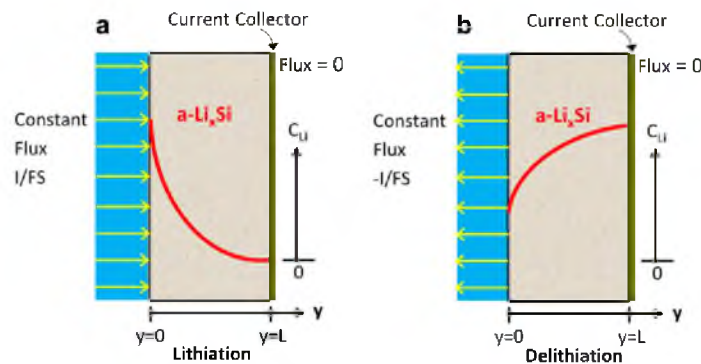 a
Current Collector
Flux = 0
Constant
Flux
I/FS
a-LixSi
CLi
0
y
y=0
y=L
Lithiation
b
Current Collector
Flux = 0
Constant
Flux
-I/FS
a-LixSi
CLi
0
y
y=0
y=L
Delithiation